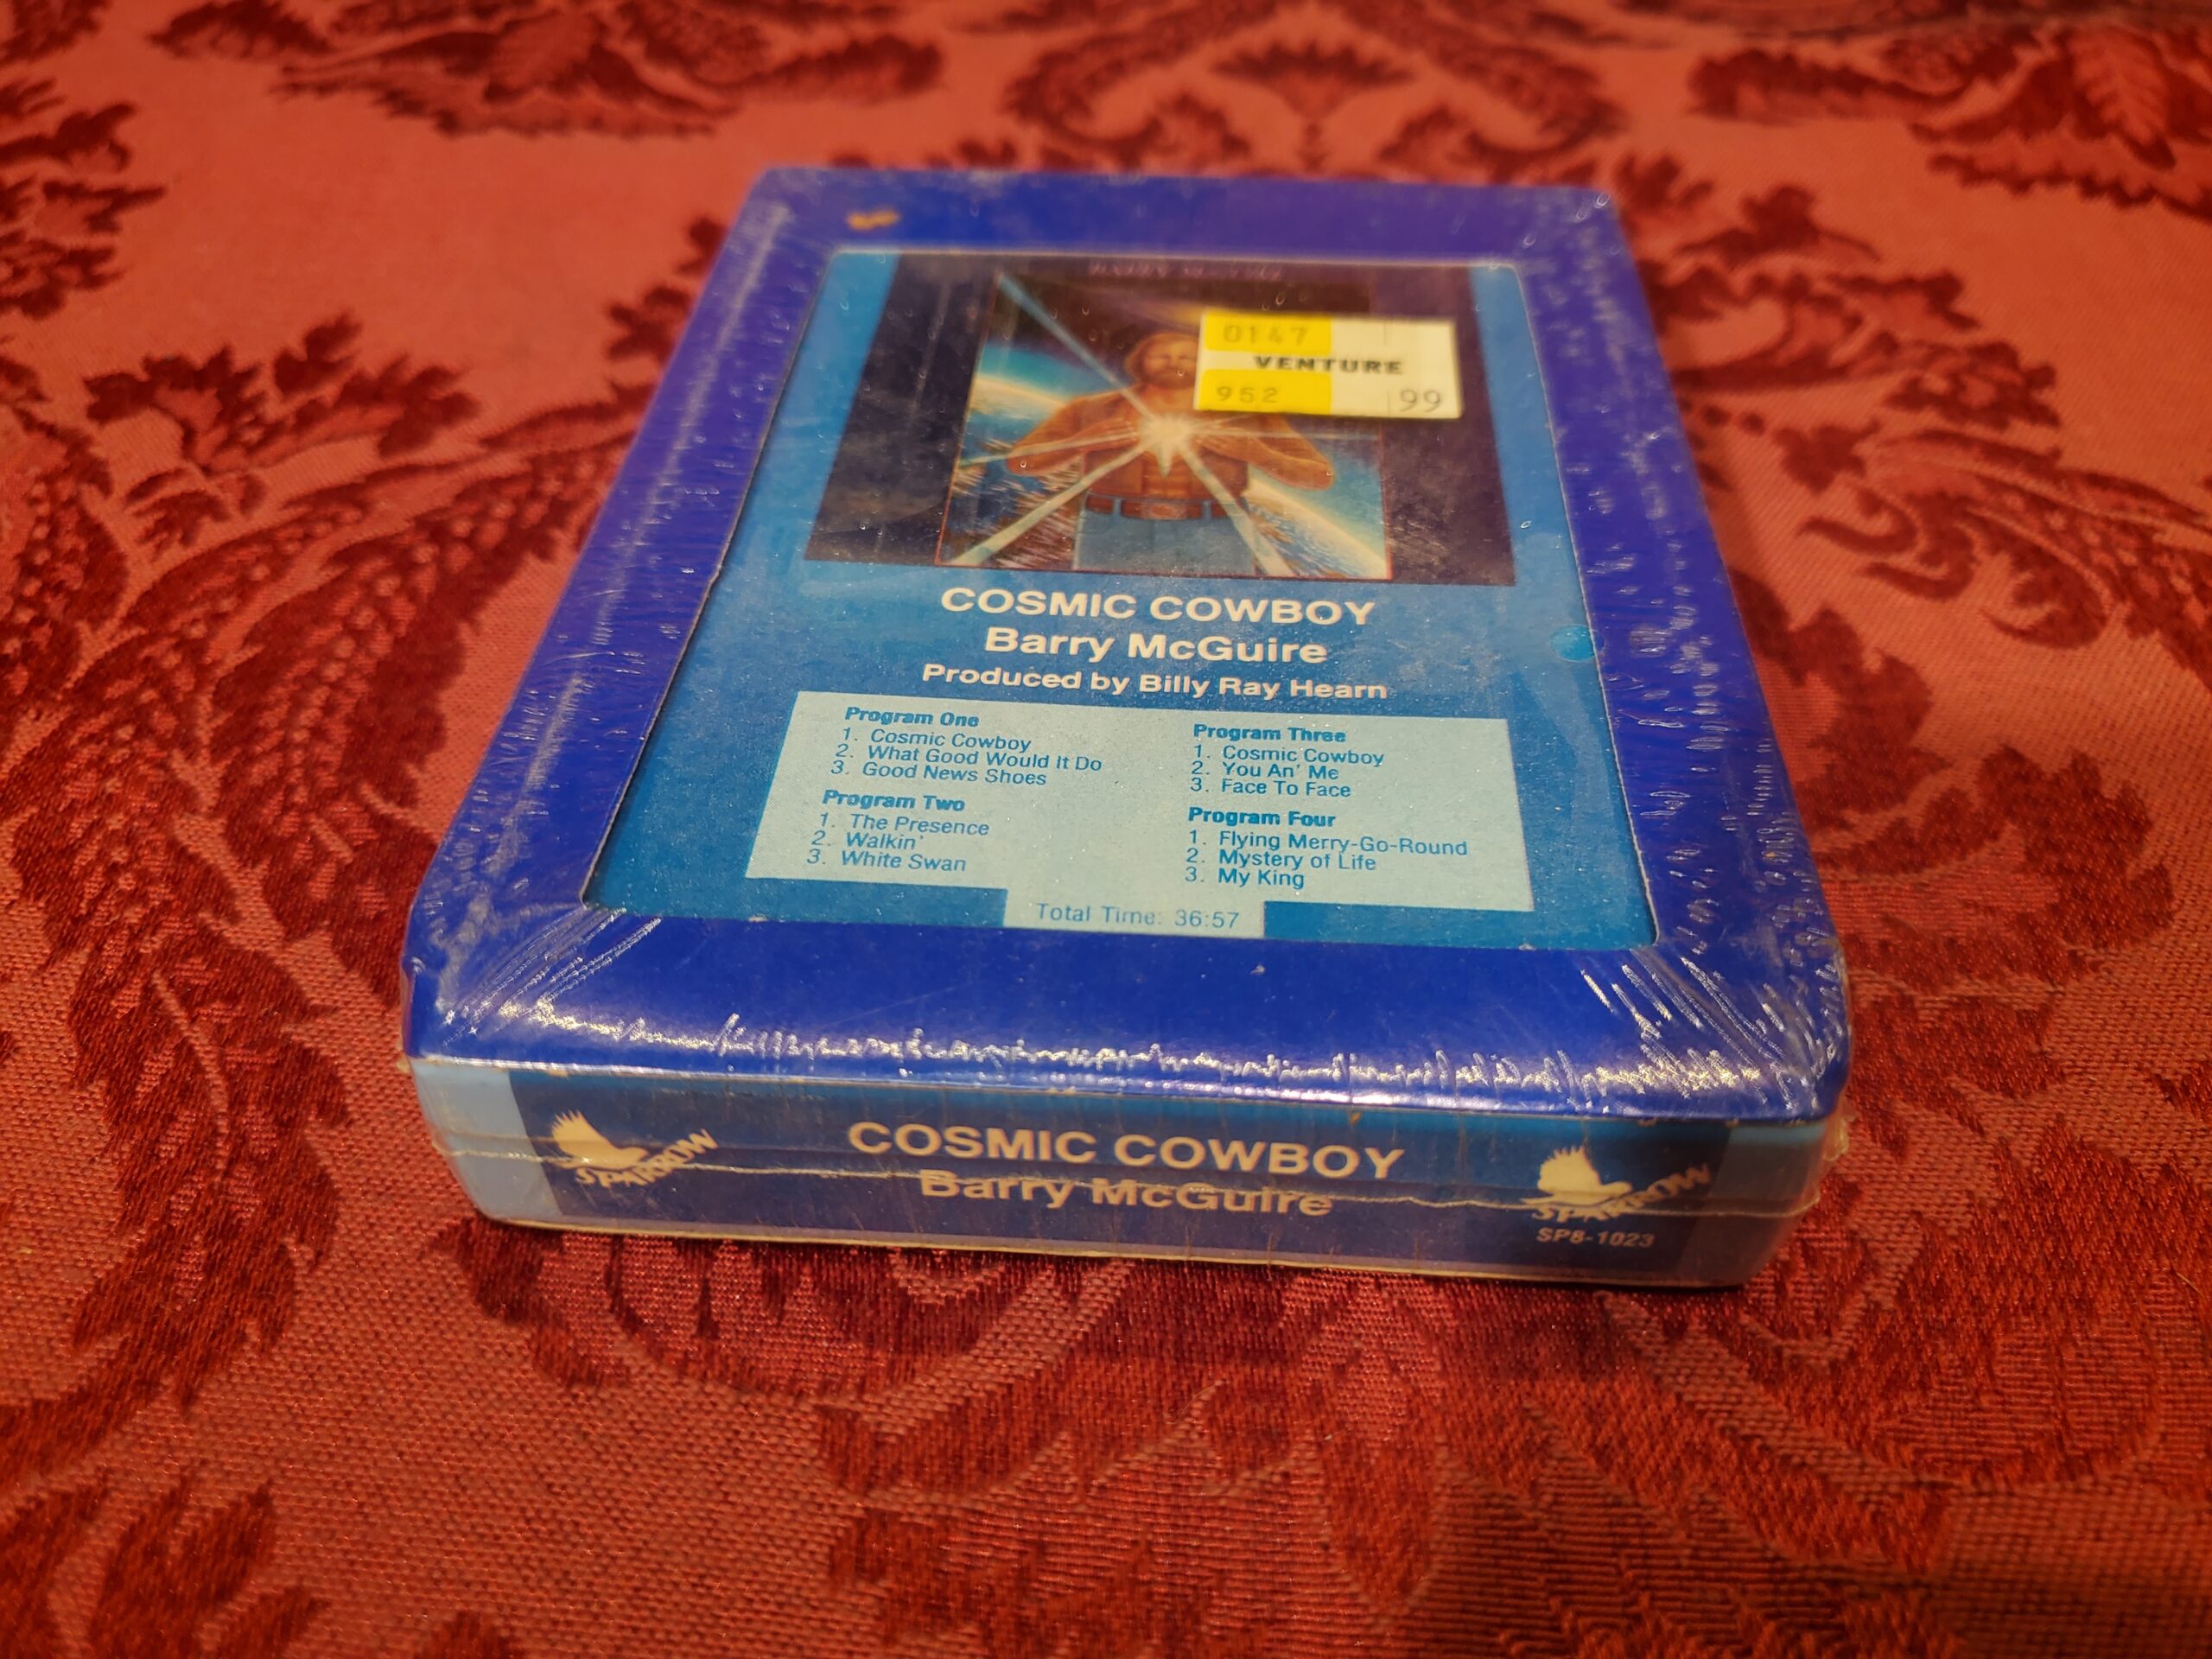 BARRY McGUIRE
0147
VENTURE
952 99
COSMIC COWBOY
Barry McGuire
Produced by Billy Ray Hearn
Program One
1. Cosmic Cowboy
2. What Good Would It Do
3. Good News Shoes
Program Two
1. The Presence
2. Walkin'
3. White Swan
Program Three
1. Cosmic Cowboy
2. You An' Me
3. Face To Face
Program Four
1. Flying Merry-Go-Round
2. Mystery of Life
3. My King
Total Time: 36:57
SPARROW
COSMIC COWBOY
Barry McGuire
SPARROW
SP8-1023